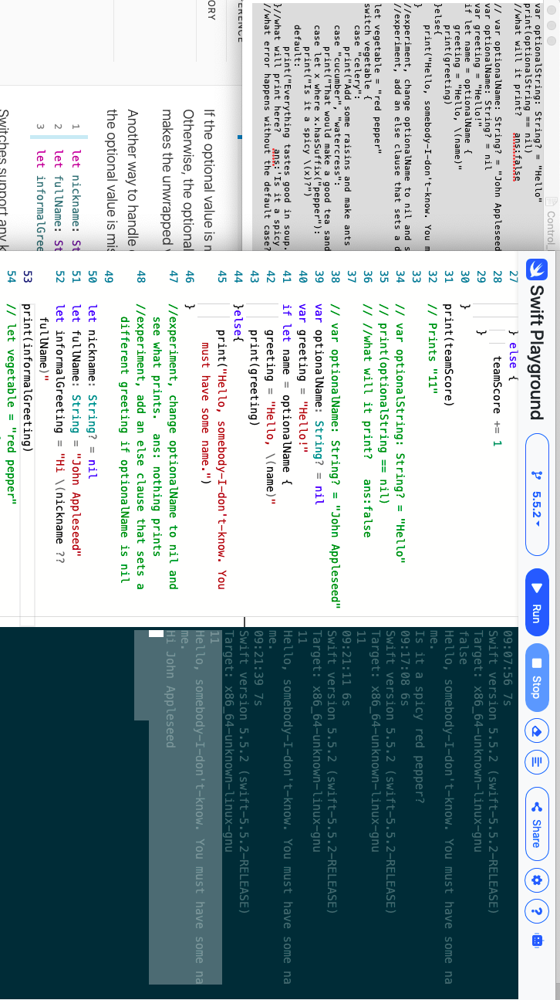 var optionalString: String? = "Hello"
print(optionalString == nil)
//what will it print?  ans:false
// var optionalName: String? = "John Appleseed
var optionalName: String? = nil
var greeting = "Hello!"
if let name = optionalName {
greeting = "Hello, \(name)"
print(greeting)
}else{
print("Hello, somebody-I-don't-know. You m
}
//experiment, change optionalName to nil and s
//experiment, add an else clause that sets a d
let vegetable = "red pepper"
switch vegetable {
case "celery":
print("Add some raisins and make ants
case "cucumber", "watercress":
print("That would make a good tea sand
case let x where x.hasSuffix("pepper"):
print("Is it a spicy \(x)?")
default:
print("Everything tastes good in soup.
}//what will print here?  ans:'Is it a spicy
//what error happens without the default case?
Control_
ERENCE
ORY
If the optional value is n
Otherwise, the optional
makes the unwrapped v
Another way to handle
the optional value is mis
1 let nickname: St
2 let fullName: St
3 let informalGree
Switches support any k
Swift Playground
5.5.2
Run
Stop
Share
27 } else {
28 teamScore += 1
29 }
30 }
31 print(teamScore)
32 // Prints "11"
33
34 // var optionalString: String? = "Hello"
35 // print(optionalString == nil)
36 // //what will it print?  ans:false
37
38 // var optionalName: String? = "John Appleseed"
39 var optionalName: String? = nil
40 var greeting = "Hello!"
41 if let name = optionalName {
42 greeting = "Hello, \(name)"
43 print(greeting)
44 }else{
45 print("Hello, somebody-I-don't-know. You
must have some name.")
46 }
47 //experiment, change optionalName to nil and
see what prints.  ans: nothing prints
48 //experiment, add an else clause that sets a
different greeting if optionalName is nil
49
50 let nickname: String? = nil
51 let fullName: String = "John Appleseed"
52 let informalGreeting = "Hi \(nickname ??
fullName)"
53 print(informalGreeting)
54 // let vegetable = "red pepper"
09:07:56 7s
Swift version 5.5.2 (swift-5.5.2-RELEASE)
Target: x86_64-unknown-linux-gnu
false
Hello, somebody-I-don't-know. You must have some na
me.
Is it a spicy red pepper?
09:17:08 6s
Swift version 5.5.2 (swift-5.5.2-RELEASE)
Target: x86_64-unknown-linux-gnu
11
09:21:11 6s
Swift version 5.5.2 (swift-5.5.2-RELEASE)
Target: x86_64-unknown-linux-gnu
11
Hello, somebody-I-don't-know. You must have some na
me.
09:21:39 7s
Swift version 5.5.2 (swift-5.5.2-RELEASE)
Target: x86_64-unknown-linux-gnu
11
Hello, somebody-I-don't-know. You must have some na
me.
Hi John Appleseed